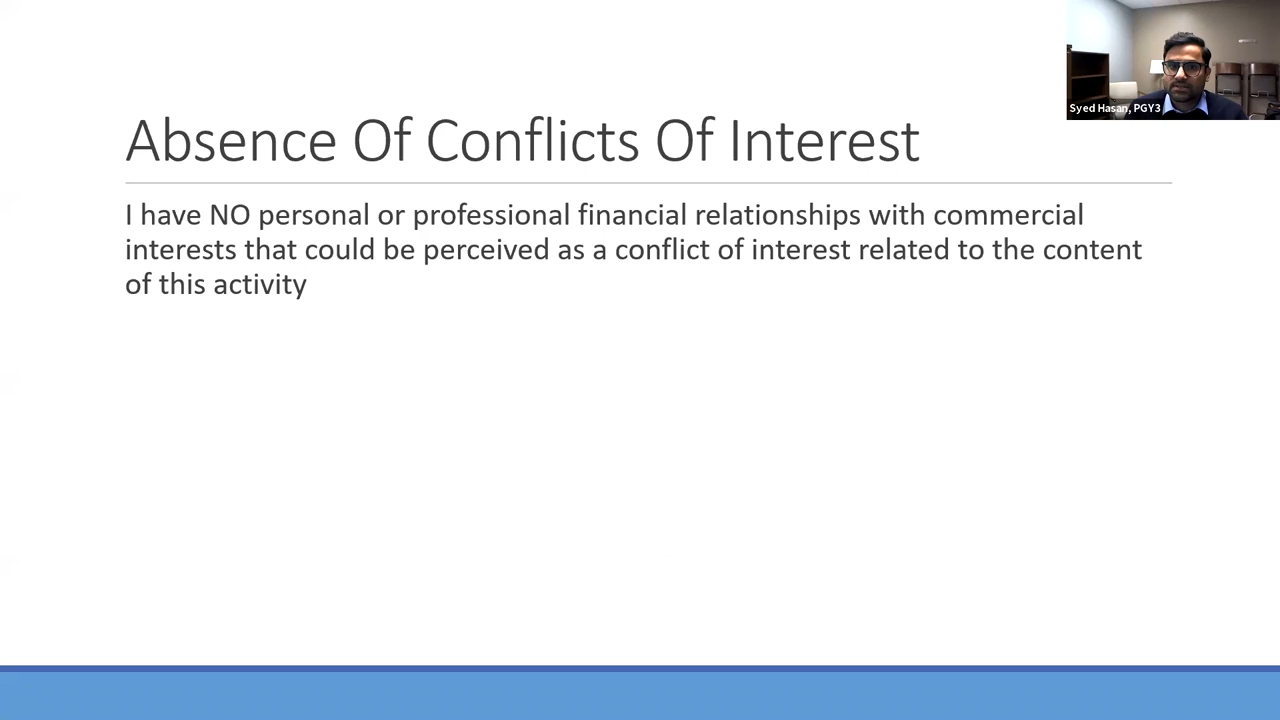 Syed Hasan, PGY3
Absence Of Conflicts Of Interest
I have NO personal or professional financial relationships with commercial
interests that could be perceived as a conflict of interest related to the content
of this activity